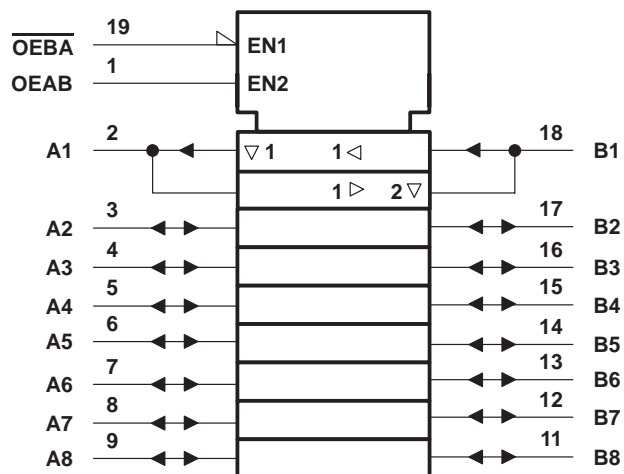 19
OEBA EN1
1
OEAB EN2
2 18
A1 ▽ 1 1 ◁ B1
1 ▷ 2 ▽
3 17
A2 B2
4 16
A3 B3
5 15
A4 B4
6 14
A5 B5
7 13
A6 B6
8 12
A7 B7
9 11
A8 B8